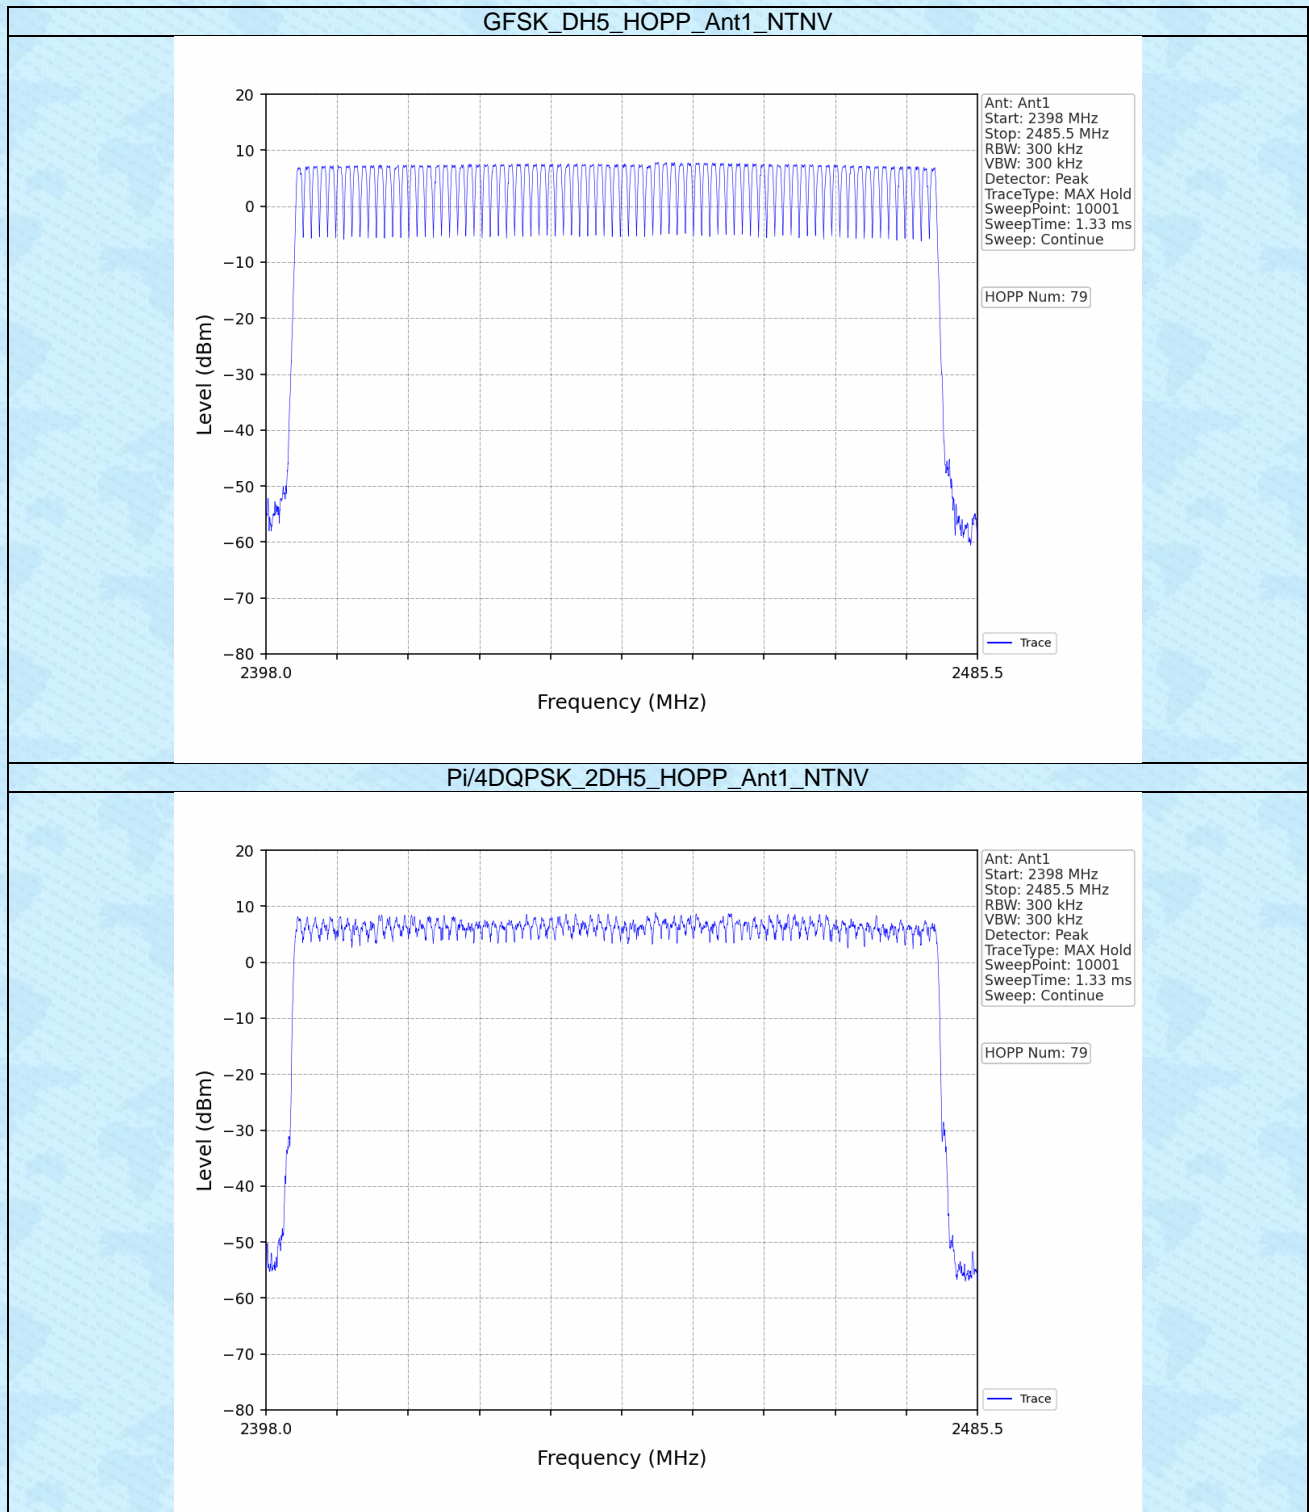 GFSK_DH5_HOPP_Ant1_NTNV
20
10
0
−10
−20
−30
−40
−50
−60
−70
−80
Level (dBm)
2398.0
2485.5
Frequency (MHz)
Ant: Ant1
Start: 2398 MHz
Stop: 2485.5 MHz
RBW: 300 kHz
VBW: 300 kHz
Detector: Peak
TraceType: MAX Hold
SweepPoint: 10001
SweepTime: 1.33 ms
Sweep: Continue
HOPP Num: 79
Trace
Pi/4DQPSK_2DH5_HOPP_Ant1_NTNV
20
10
0
−10
−20
−30
−40
−50
−60
−70
−80
Level (dBm)
2398.0
2485.5
Frequency (MHz)
Ant: Ant1
Start: 2398 MHz
Stop: 2485.5 MHz
RBW: 300 kHz
VBW: 300 kHz
Detector: Peak
TraceType: MAX Hold
SweepPoint: 10001
SweepTime: 1.33 ms
Sweep: Continue
HOPP Num: 79
Trace